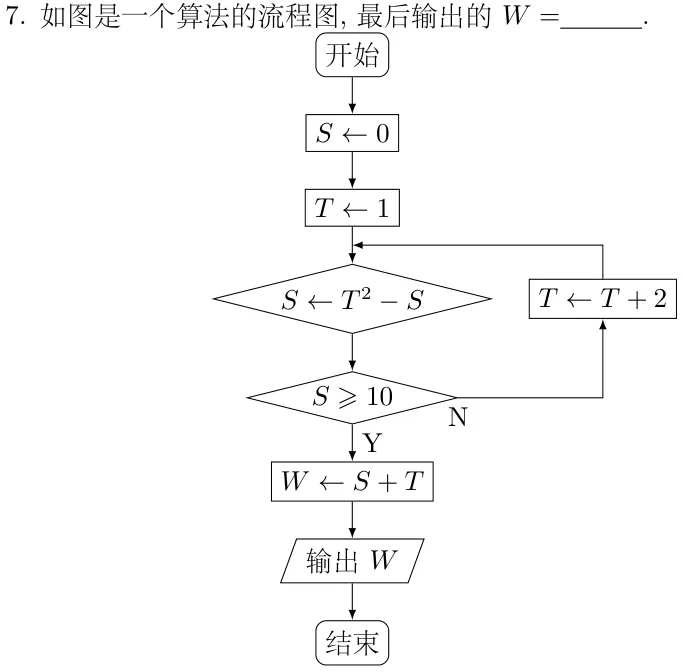 7. 如图是一个算法的流程图, 最后输出的 W =______.
开始
S ← 0
T ← 1
S ← T² − S
T ← T + 2
S ⩾ 10
N
Y
W ← S + T
输出 W
结束